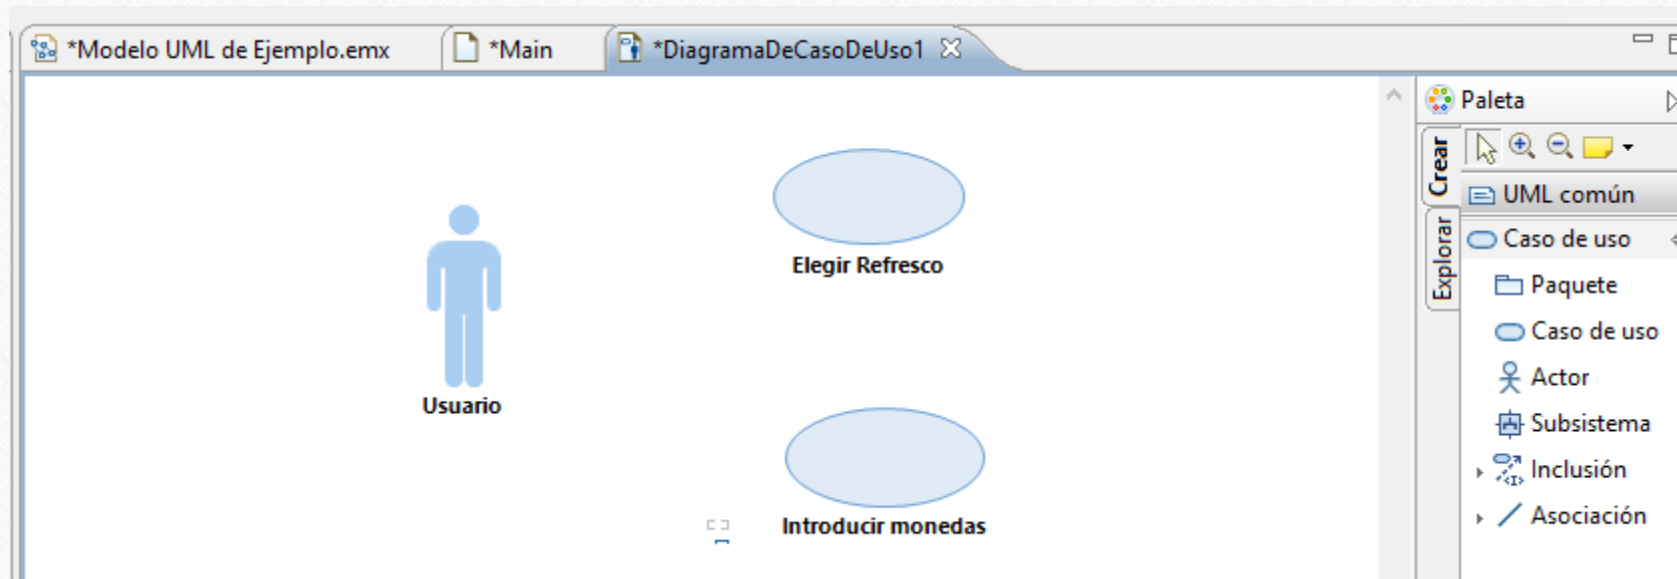 *Modelo UML de Ejemplo.emx
*Main
*DiagramaDeCasoDeUso1
Paleta
Crear
Explorar
UML común
Caso de uso
Paquete
Caso de uso
Actor
Subsistema
Inclusión
Asociación
Elegir Refresco
Usuario
Introducir monedas